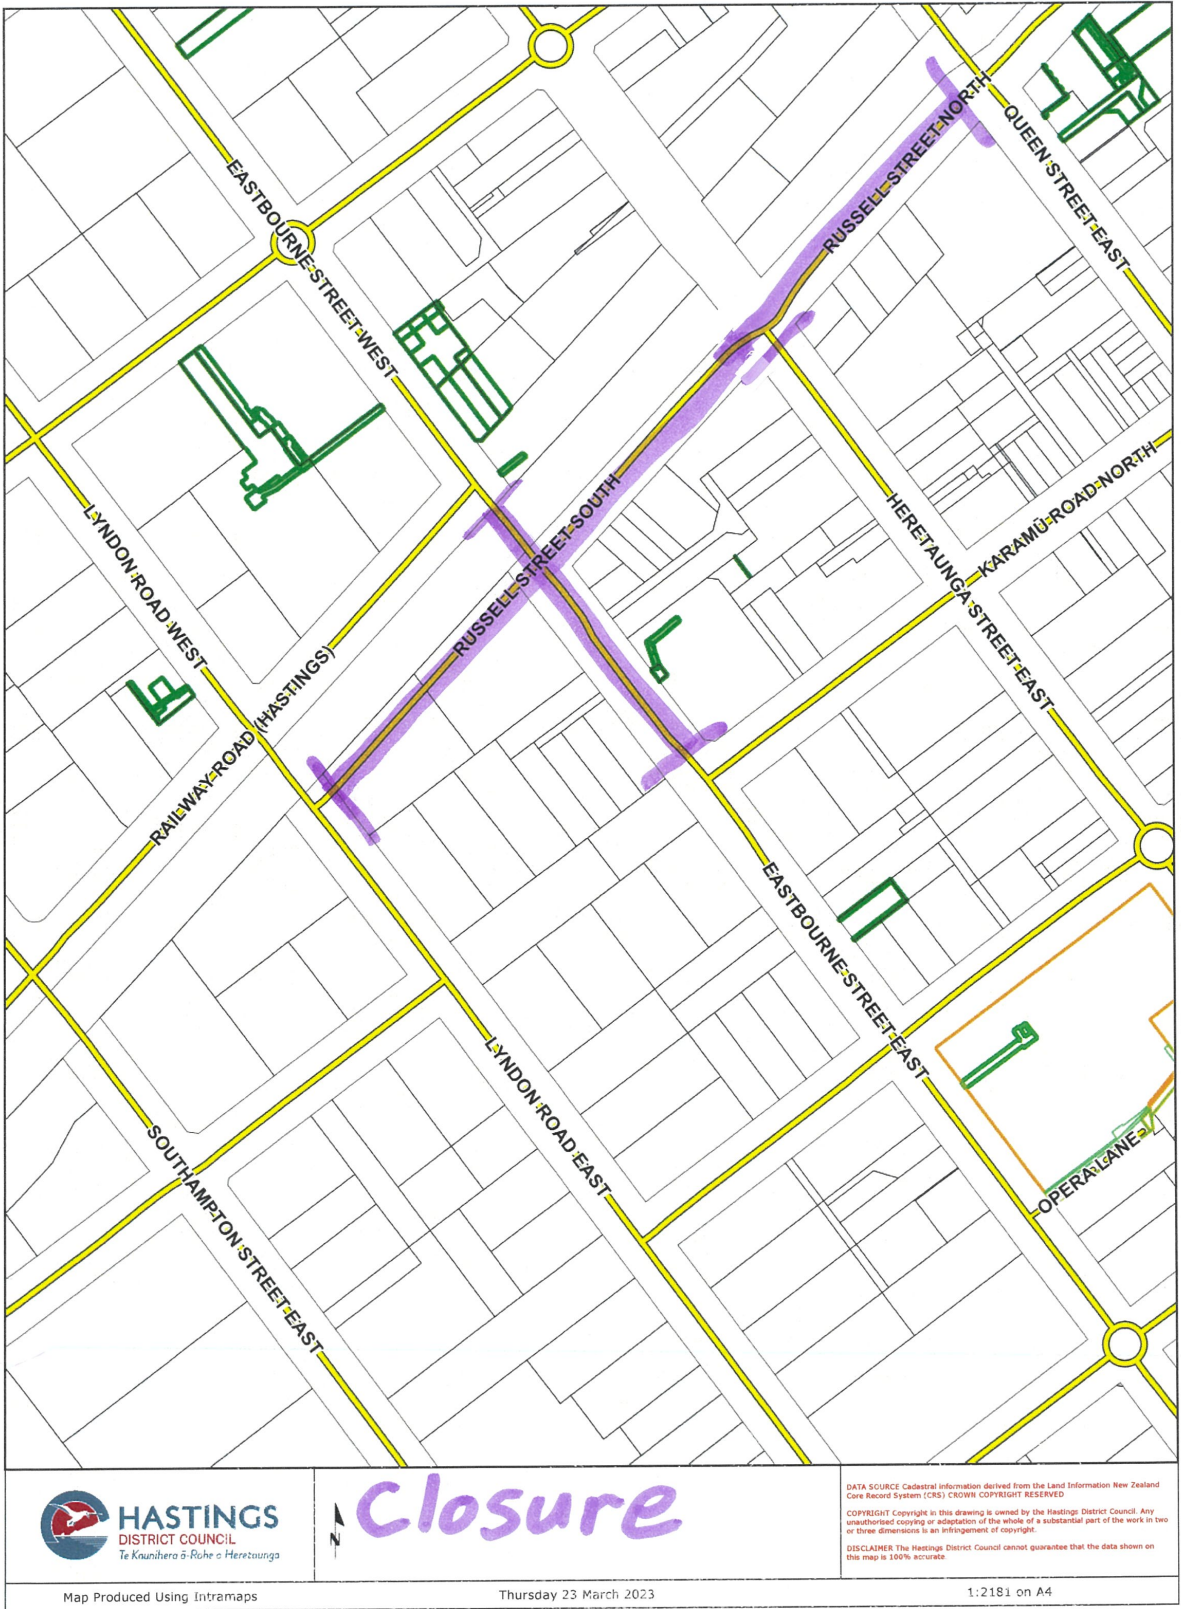 RUSSELL STREET NORTH
QUEEN STREET EAST
EASTBOURNE STREET WEST
RUSSELL STREET SOUTH
HERETAUNGA STREET EAST
KARAMŪ ROAD NORTH
LYNDON ROAD WEST
RAILWAY ROAD (HASTINGS)
EASTBOURNE STREET EAST
LYNDON ROAD EAST
OPERA LANE
SOUTHAMPTON STREET EAST
HASTINGS
DISTRICT COUNCIL
Te Kaunihera ā-Rohe o Heretaunga
N
Closure
DATA SOURCE Cadastral information derived from the Land Information New Zealand
Core Record System (CRS) CROWN COPYRIGHT RESERVED
COPYRIGHT Copyright in this drawing is owned by the Hastings District Council. Any
unauthorised copying or adaptation of the whole of a substantial part of the work in two
or three dimensions is an infringement of copyright.
DISCLAIMER The Hastings District Council cannot guarantee that the data shown on
this map is 100% accurate
Map Produced Using Intramaps
Thursday 23 March 2023
1:2181 on A4